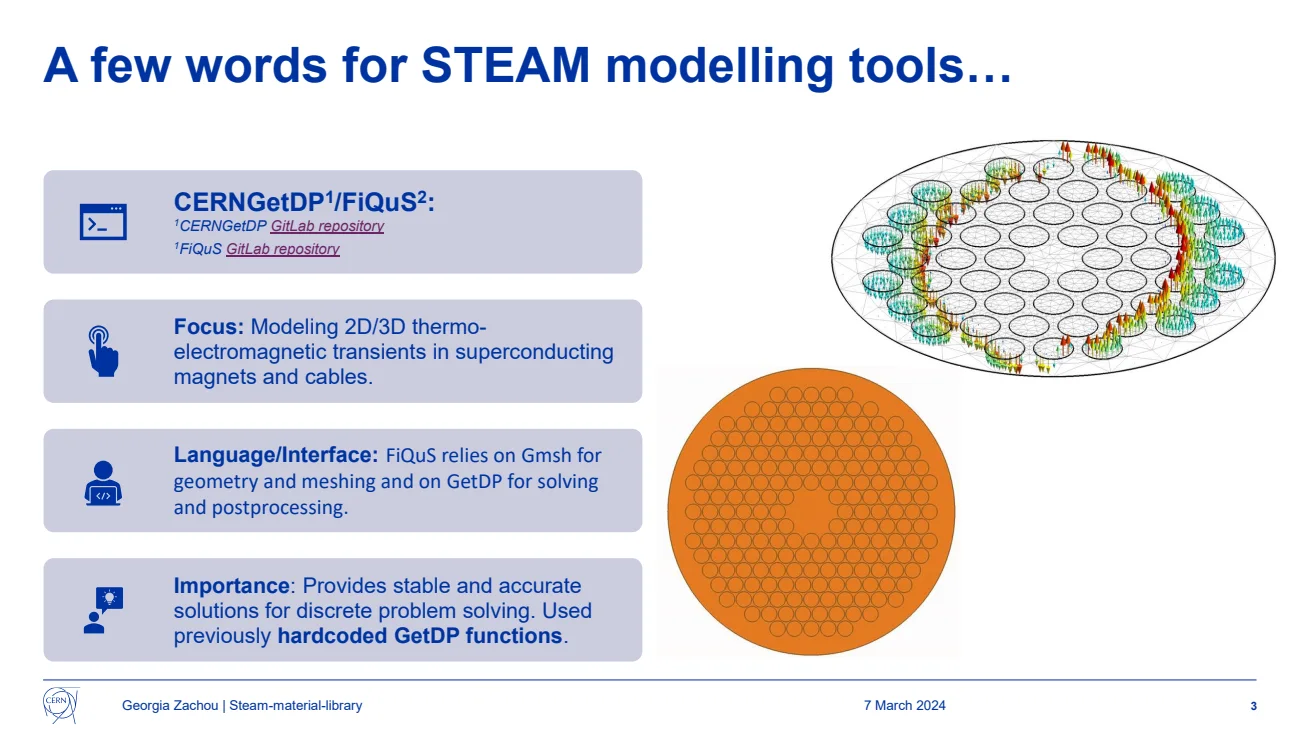 A few words for STEAM modelling tools…
CERNGetDP¹/FiQuS²:
¹CERNGetDP GitLab repository
¹FiQuS GitLab repository
Focus: Modeling 2D/3D thermo-
electromagnetic transients in superconducting
magnets and cables.
Language/Interface: FiQuS relies on Gmsh for
geometry and meshing and on GetDP for solving
and postprocessing.
Importance: Provides stable and accurate
solutions for discrete problem solving. Used
previously hardcoded GetDP functions.
CERN
Georgia Zachou | Steam-material-library
7 March 2024
3